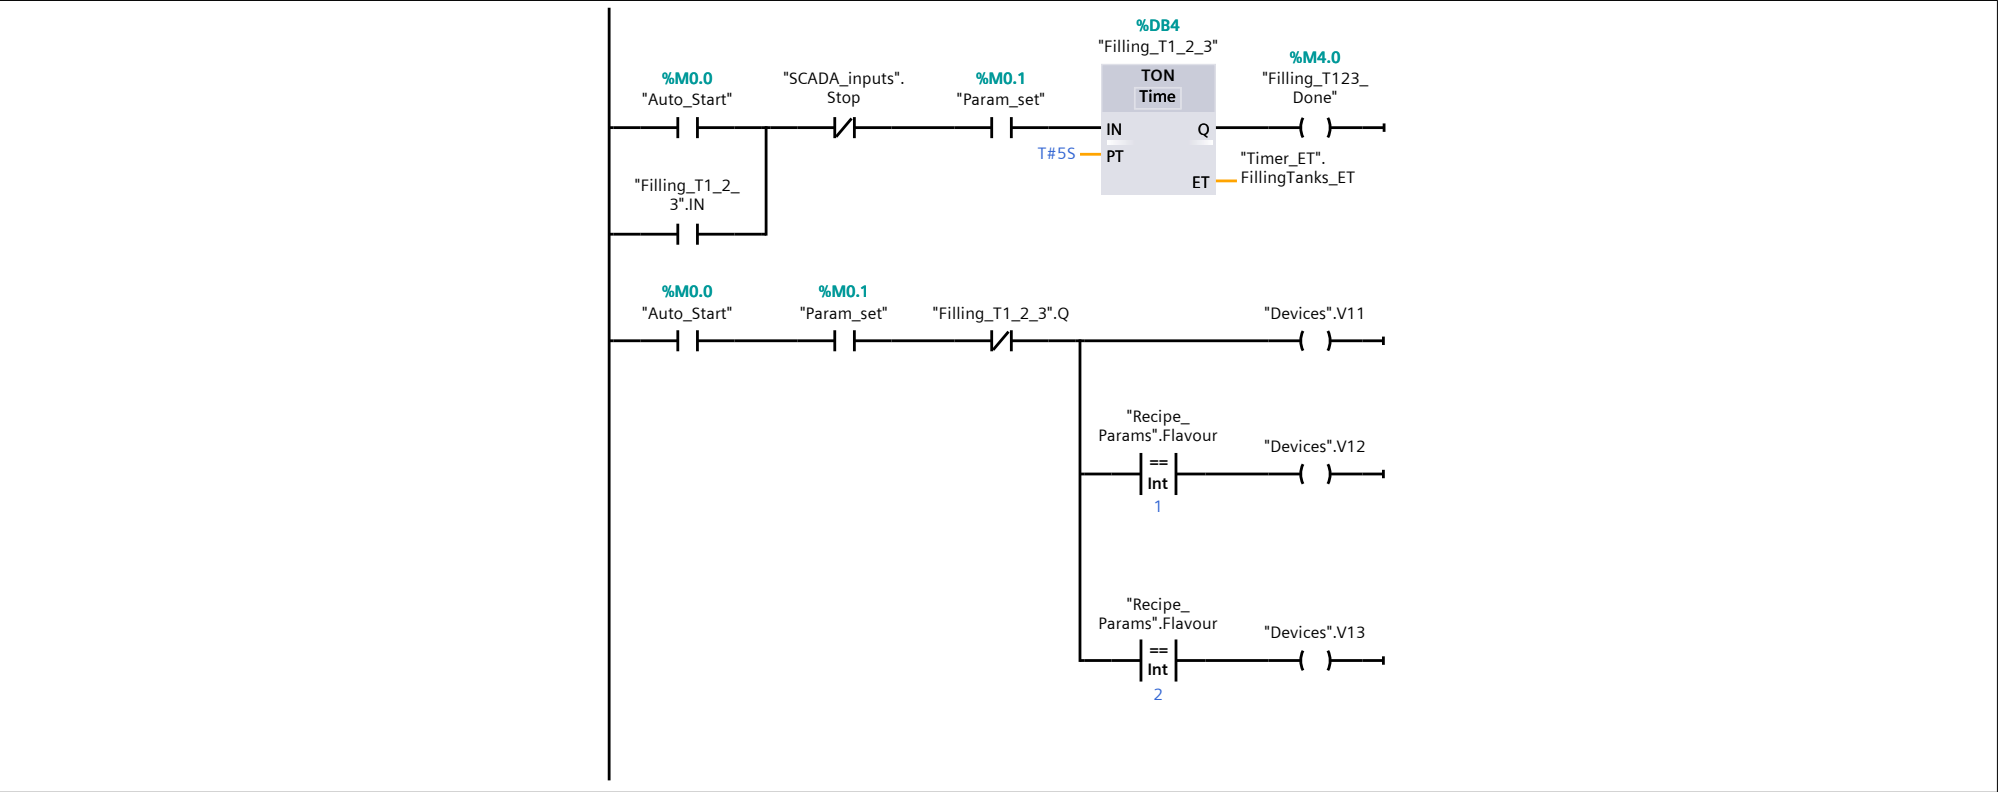 %DB4
"Filling_T1_2_3"
%M4.0
%M0.0
"SCADA_inputs".
Stop
%M0.1
TON
Time
"Filling_T123_
Done"
"Auto_Start"
"Param_set"
IN
Q
T#5S
PT
"Timer_ET".
FillingTanks_ET
ET
"Filling_T1_2_
3".IN
%M0.0
%M0.1
"Auto_Start"
"Param_set"
"Filling_T1_2_3".Q
"Devices".V11
"Recipe_
Params".Flavour
"Devices".V12
==
Int
1
"Recipe_
Params".Flavour
"Devices".V13
==
Int
2